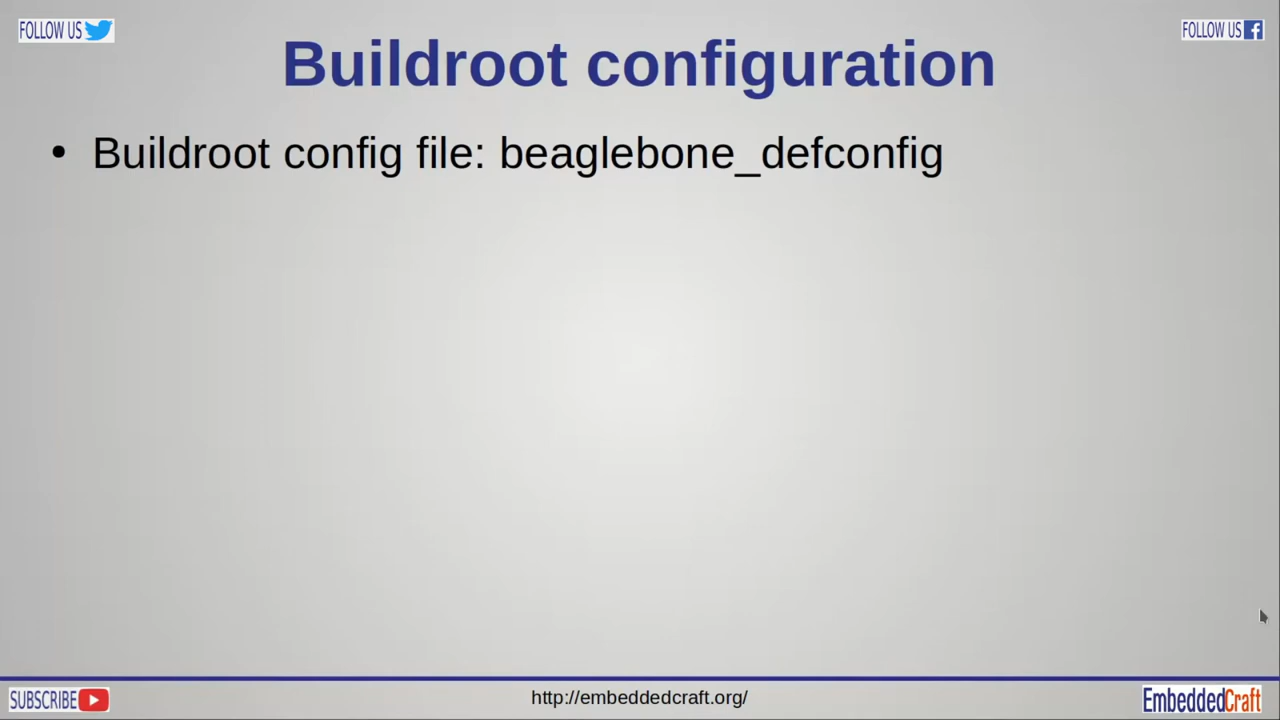 FOLLOW US
FOLLOW US
Buildroot configuration
• Buildroot config file: beaglebone_defconfig
SUBSCRIBE
http://embeddedcraft.org/
EmbeddedCraft